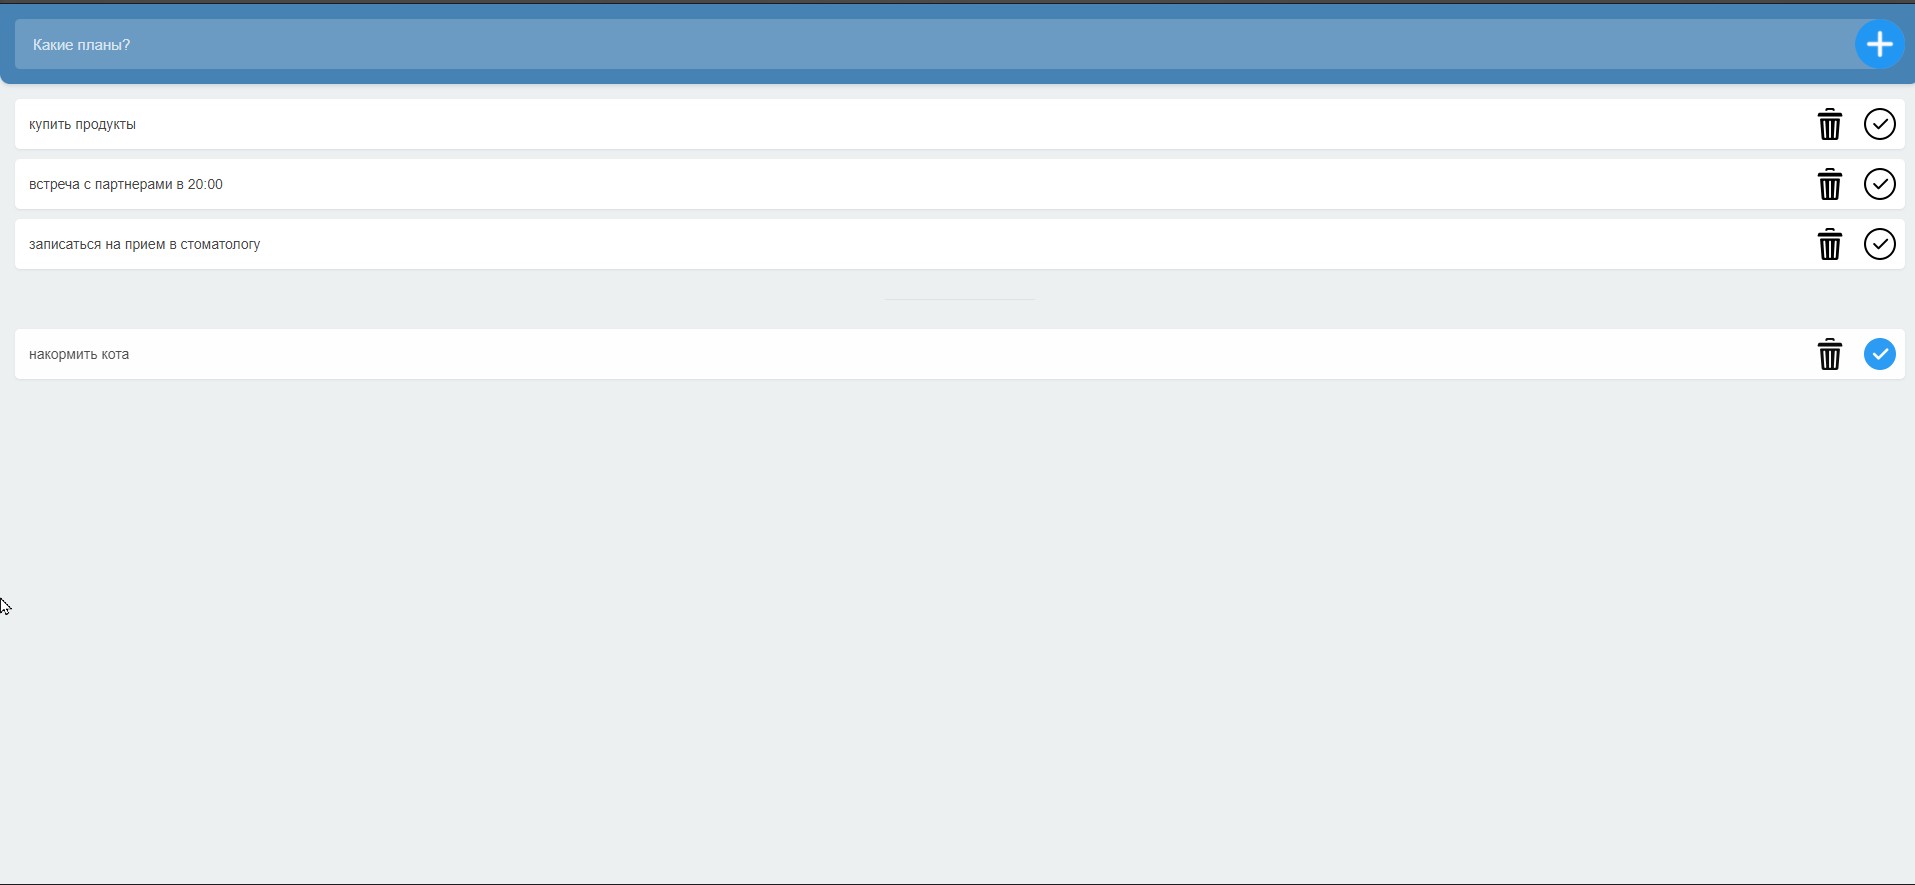 Какие планы?
купить продукты
встреча с партнерами в 20:00
записаться на прием в стоматологу
накормить кота